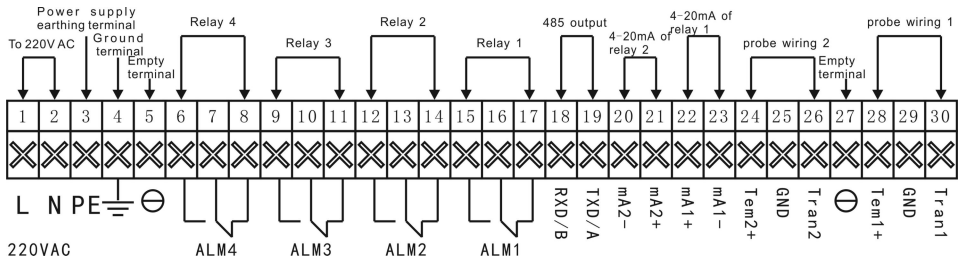 Power supply
earthing terminal
To 220V AC
Ground
terminal
Empty
terminal
Relay 4
Relay 3
Relay 2
Relay 1
485 output
4-20mA of
relay 2
4-20mA of
relay 1
probe wiring 2
Empty
terminal
probe wiring 1
1 2 3 4 5 6 7 8 9 10 11 12 13 14 15 16 17 18 19 20 21 22 23 24 25 26 27 28 29 30
L N PE
RXD/B
TXD/A
mA2-
mA2+
mA1+
mA1-
Tem2+
GND
Tran2
Tem1+
GND
Tran1
220VAC
ALM4
ALM3
ALM2
ALM1